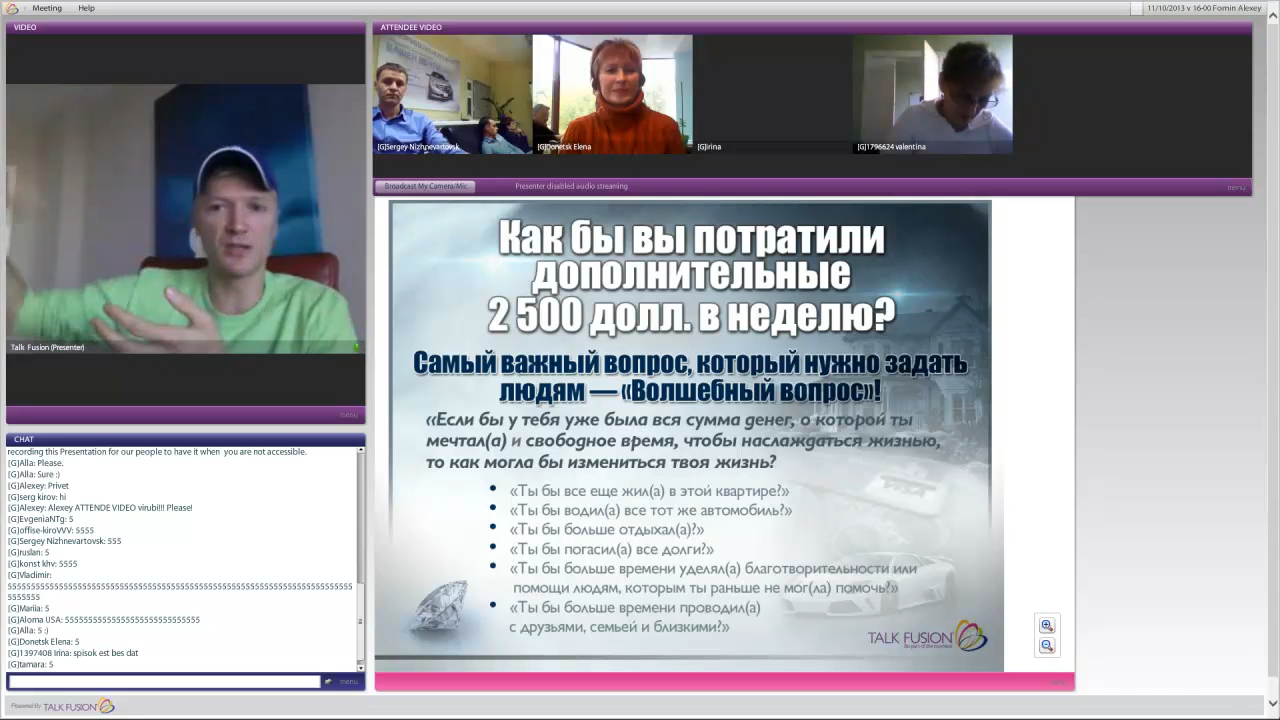 Meeting Help
11/10/2013 v 16-00 Fomin Alexey
VIDEO
Talk Fusion (Presenter)
menu
ATTENDEE VIDEO
[G]Sergey Nizhnevartovsk
[G]Donetsk Elena
[G]Irina
[G]1796624 valentina
Broadcast My Camera/Mic
Presenter disabled audio streaming
menu
CHAT
recording this Presentation for our people to have it when you are not accessible.
[G]Alla: Please.
[G]Alla: Sure :)
[G]Alexey: Privet
[G]serg kirov: hi
[G]Alexey: Alexey ATTENDE VIDEO virubi!!! Please!
[G]EvgeniaNTg: 5
[G]offise-kiroVVV: 5555
[G]Sergey Nizhnevartovsk: 555
[G]ruslan: 5
[G]konst khv: 5555
[G]Vladimir:
[G]Mariia: 5
[G]Aloma USA: 5555555555555555555555555555555
[G]Alla: 5 :)
[G]Donetsk Elena: 5
[G]1397408 Irina: spisok est bes dat
[G]tamara: 5
menu
Как бы вы потратили
дополнительные
2 500 долл. в неделю?
Самый важный вопрос, который нужно задать
людям — «Волшебный вопрос»!
«Если бы у тебя уже была вся сумма денег, о которой ты
мечтал(а) и свободное время, чтобы наслаждаться жизнью,
то как могла бы измениться твоя жизнь?
• «Ты бы все еще жил(а) в этой квартире?»
• «Ты бы водил(а) все тот же автомобиль?»
• «Ты бы больше отдыхал(а)?»
• «Ты бы погасил(а) все долги?»
• «Ты бы больше времени уделял(а) благотворительности или
помощи людям, которым ты раньше не мог(ла) помочь?»
• «Ты бы больше времени проводил(а)
с друзьями, семьей и близкими?»
TALK FUSION
Powered By TALK FUSION